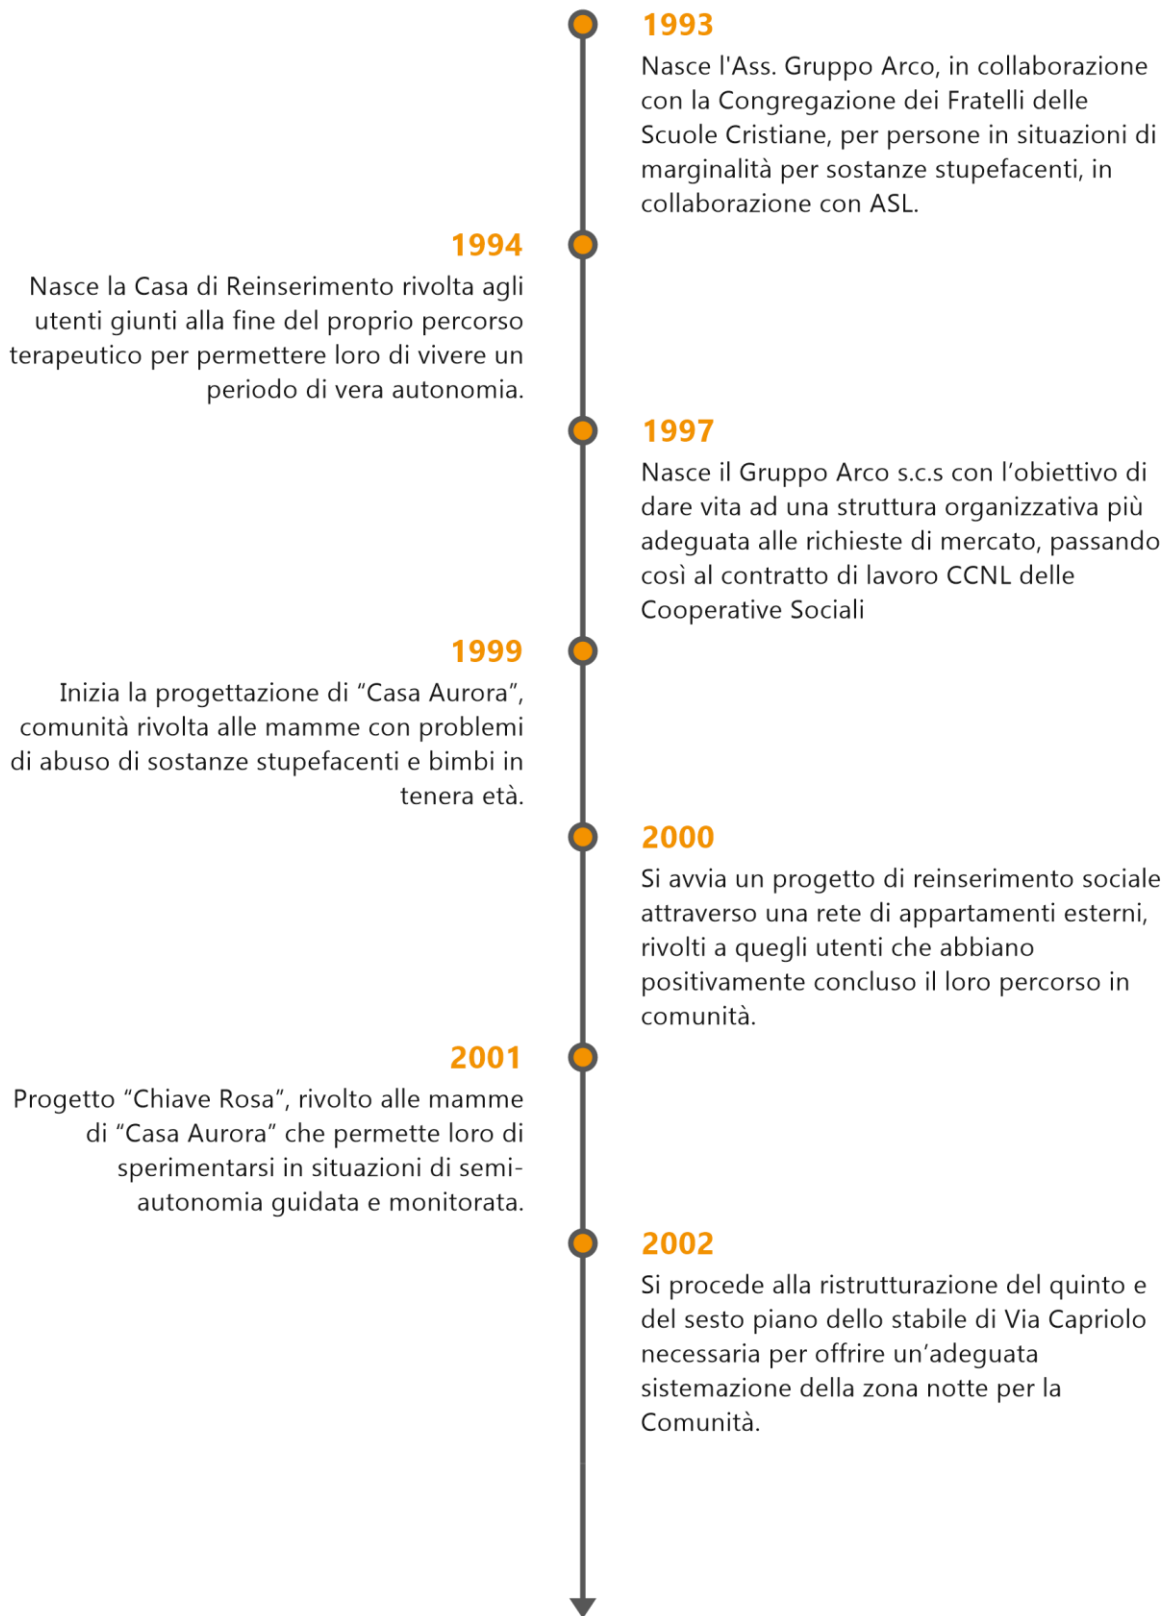 1993
Nasce l'Ass. Gruppo Arco, in collaborazione
con la Congregazione dei Fratelli delle
Scuole Cristiane, per persone in situazioni di
marginalità per sostanze stupefacenti, in
collaborazione con ASL.
1994
Nasce la Casa di Reinserimento rivolta agli
utenti giunti alla fine del proprio percorso
terapeutico per permettere loro di vivere un
periodo di vera autonomia.
1997
Nasce il Gruppo Arco s.c.s con l’obiettivo di
dare vita ad una struttura organizzativa più
adeguata alle richieste di mercato, passando
così al contratto di lavoro CCNL delle
Cooperative Sociali
1999
Inizia la progettazione di “Casa Aurora”,
comunità rivolta alle mamme con problemi
di abuso di sostanze stupefacenti e bimbi in
tenera età.
2000
Si avvia un progetto di reinserimento sociale
attraverso una rete di appartamenti esterni,
rivolti a quegli utenti che abbiano
positivamente concluso il loro percorso in
comunità.
2001
Progetto “Chiave Rosa”, rivolto alle mamme
di “Casa Aurora” che permette loro di
sperimentarsi in situazioni di semi-
autonomia guidata e monitorata.
2002
Si procede alla ristrutturazione del quinto e
del sesto piano dello stabile di Via Capriolo
necessaria per offrire un’adeguata
sistemazione della zona notte per la
Comunità.